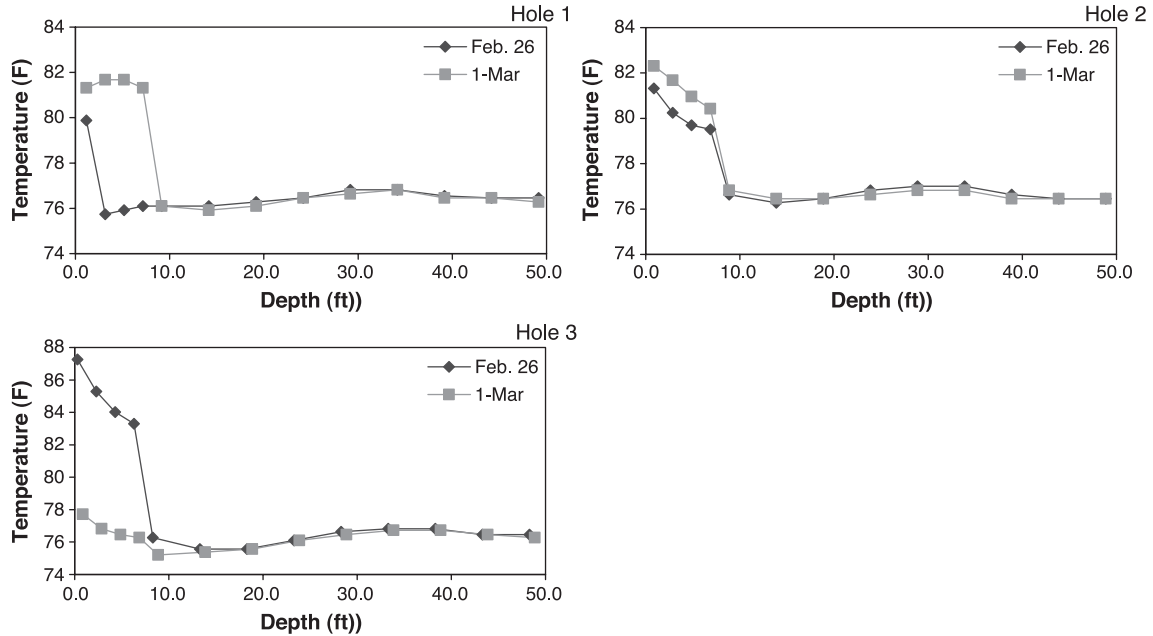 Hole 1
84
82
80
78
76
74
Temperature (F)
0.0 10.0 20.0 30.0 40.0 50.0
Depth (ft))
Feb. 26
1-Mar
Hole 2
84
82
80
78
76
74
Temperature (F)
0.0 10.0 20.0 30.0 40.0 50.0
Depth (ft))
Feb. 26
1-Mar
Hole 3
88
86
84
82
80
78
76
74
Temperature (F)
0.0 10.0 20.0 30.0 40.0 50.0
Depth (ft))
Feb. 26
1-Mar